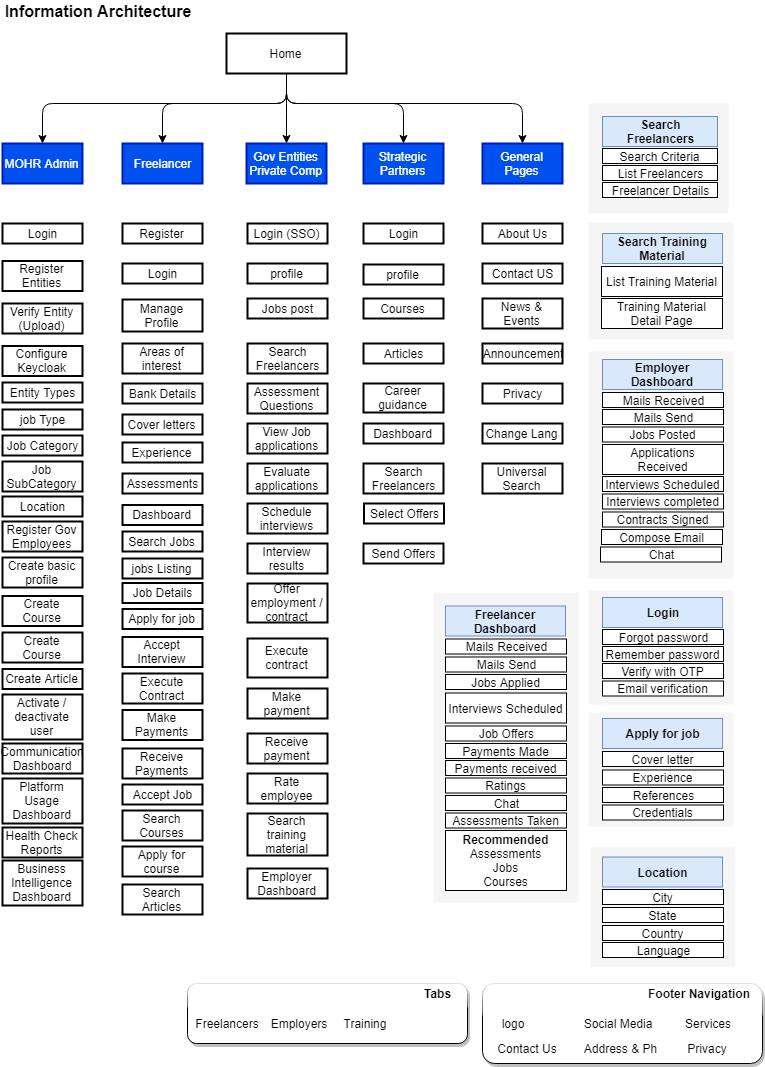 Information Architecture
Home
MOHR Admin
Freelancer
Gov Entities
Private Comp
Strategic
Partners
General
Pages
Login
Register
Entities
Verify Entity
(Upload)
Configure
Keycloak
Entity Types
job Type
Job Category
Job
SubCategory
Location
Register Gov
Employees
Create basic
profile
Create
Course
Create
Course
Create Article
Activate /
deactivate
user
Communication
Dashboard
Platform
Usage
Dashboard
Health Check
Reports
Business
Intelligence
Dashboard
Register
Login
Manage
Profile
Areas of
interest
Bank Details
Cover letters
Experience
Assessments
Dashboard
Search Jobs
jobs Listing
Job Details
Apply for job
Accept
Interview
Execute
Contract
Make
Payments
Receive
Payments
Accept Job
Search
Courses
Apply for
course
Search
Articles
Login (SSO)
profile
Jobs post
Search
Freelancers
Assessment
Questions
View Job
applications
Evaluate
applications
Schedule
interviews
Interview
results
Offer
employment /
contract
Execute
contract
Make
payment
Receive
payment
Rate
employee
Search
training
material
Employer
Dashboard
Login
profile
Courses
Articles
Career
guidance
Dashboard
Search
Freelancers
Select Offers
Send Offers
About Us
Contact US
News &
Events
Announcement
Privacy
Change Lang
Universal
Search
Freelancer
Dashboard
Mails Received
Mails Send
Jobs Applied
Interviews Scheduled
Job Offers
Payments Made
Payments received
Ratings
Chat
Assessments Taken
Recommended
Assessments
Jobs
Courses
Search
Freelancers
Search Criteria
List Freelancers
Freelancer Details
Search Training
Material
List Training Material
Training Material
Detail Page
Employer
Dashboard
Mails Received
Mails Send
Jobs Posted
Applications
Received
Interviews Scheduled
Interviews completed
Contracts Signed
Compose Email
Chat
Login
Forgot password
Remember password
Verify with OTP
Email verification
Apply for job
Cover letter
Experience
References
Credentials
Location
City
State
Country
Language
Tabs
Freelancers Employers Training
Footer Navigation
logo Social Media Services
Contact Us Address & Ph Privacy